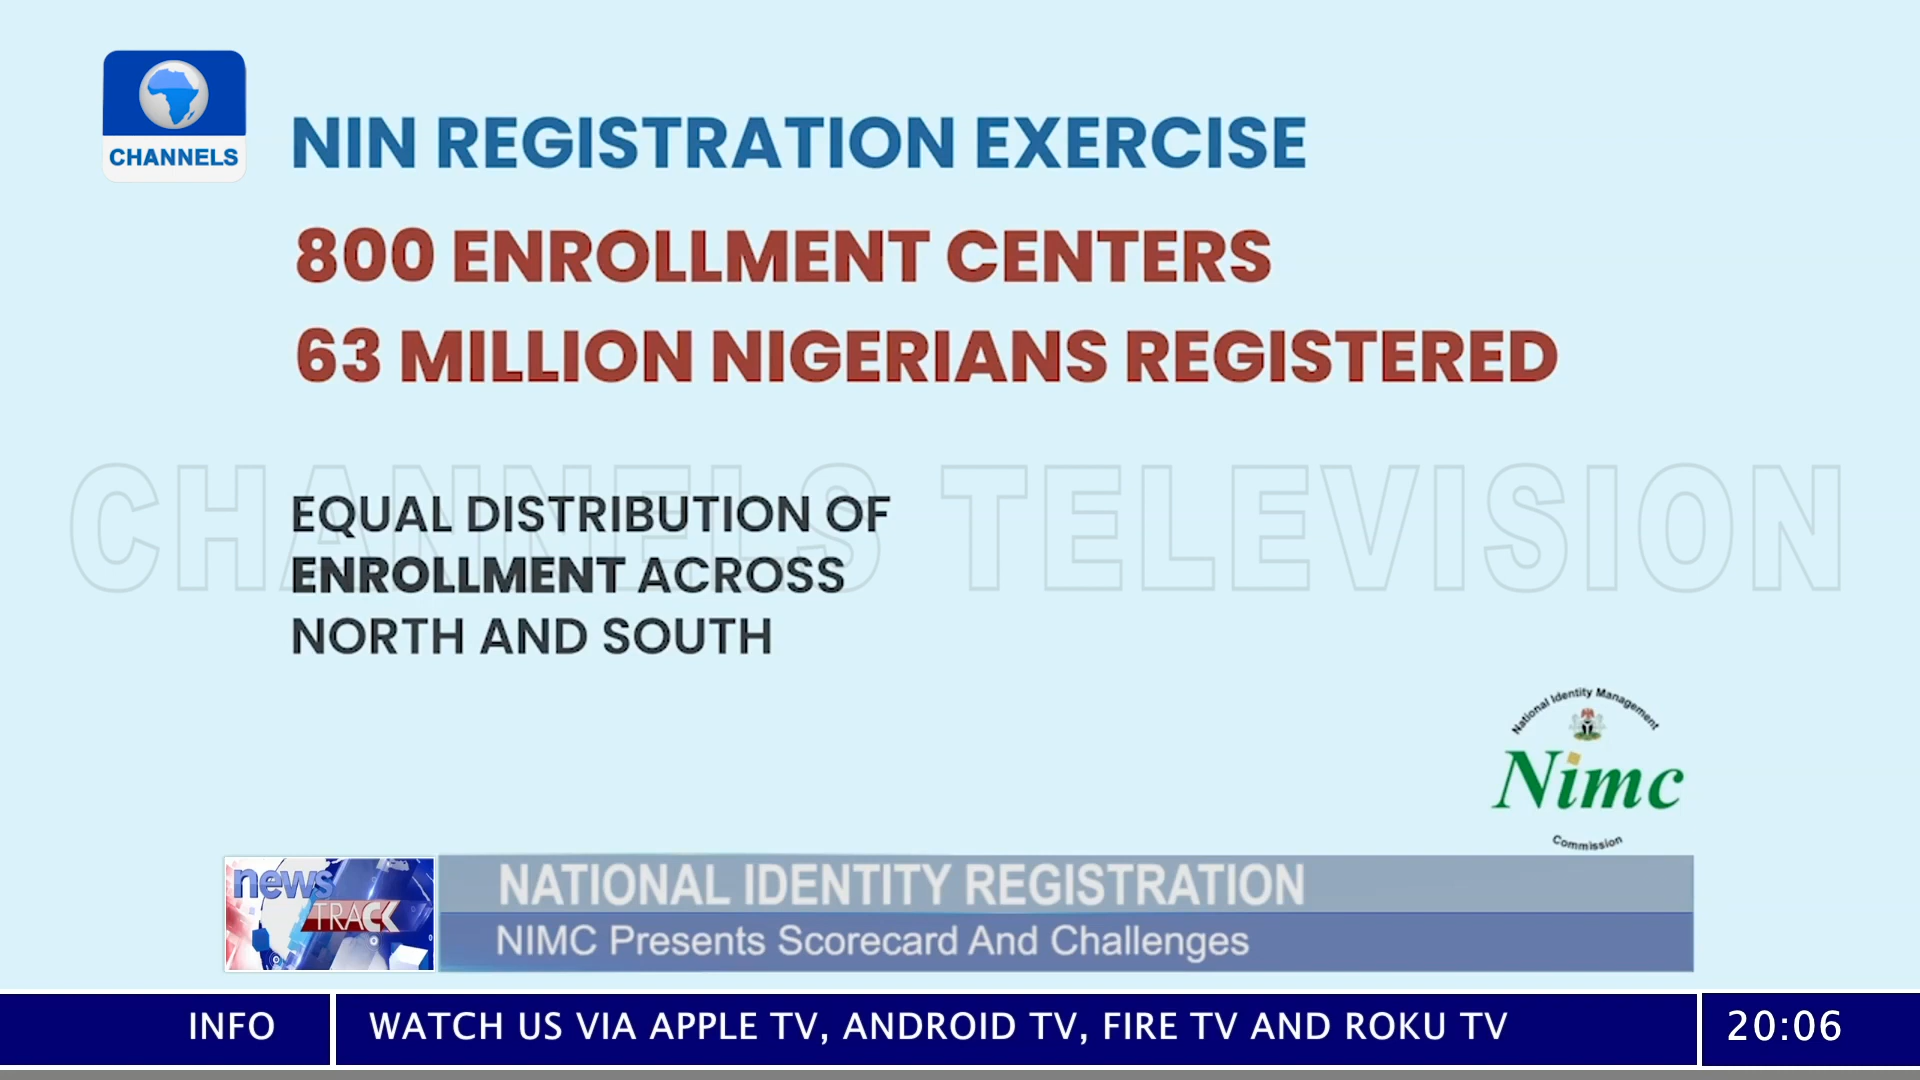 CHANNELS
NIN REGISTRATION EXERCISE
800 ENROLLMENT CENTERS
63 MILLION NIGERIANS REGISTERED
CHANNELS TELEVISION
EQUAL DISTRIBUTION OF
ENROLLMENT ACROSS
NORTH AND SOUTH
National Identity Management
Nimc
Commission
news
TRACK
NATIONAL IDENTITY REGISTRATION
NIMC Presents Scorecard And Challenges
INFO
WATCH US VIA APPLE TV, ANDROID TV, FIRE TV AND ROKU TV
20:06